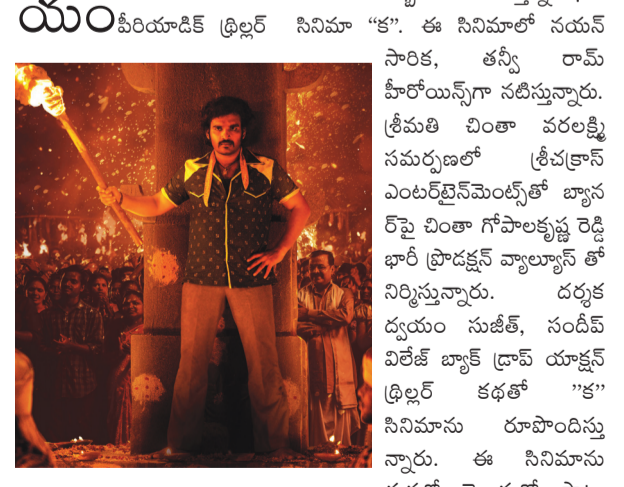 యం
పీరియాడిక్ థ్రిల్లర్ సినిమా “క”. ఈ సినిమాలో నయన్
సారిక, తన్వీ రామ్
హీరోయిన్స్‌గా నటిస్తున్నారు.
శ్రీమతి చింతా వరలక్ష్మి
సమర్పణలో శ్రీచక్రాస్
ఎంటర్‌టైన్‌మెంట్స్‌తో బ్యాన
ర్‌పై చింతా గోపాలకృష్ణ రెడ్డి
భారీ ప్రొడక్షన్ వ్యాల్యూస్ తో
నిర్మిస్తున్నారు. దర్శక
ద్వయం సుజీత్, సందీప్
విలేజ్ బ్యాక్ డ్రాప్ యాక్షన్
థ్రిల్లర్ కథతో ’’క’’
సినిమాను రూపొందిస్తు
న్నారు. ఈ సినిమాను